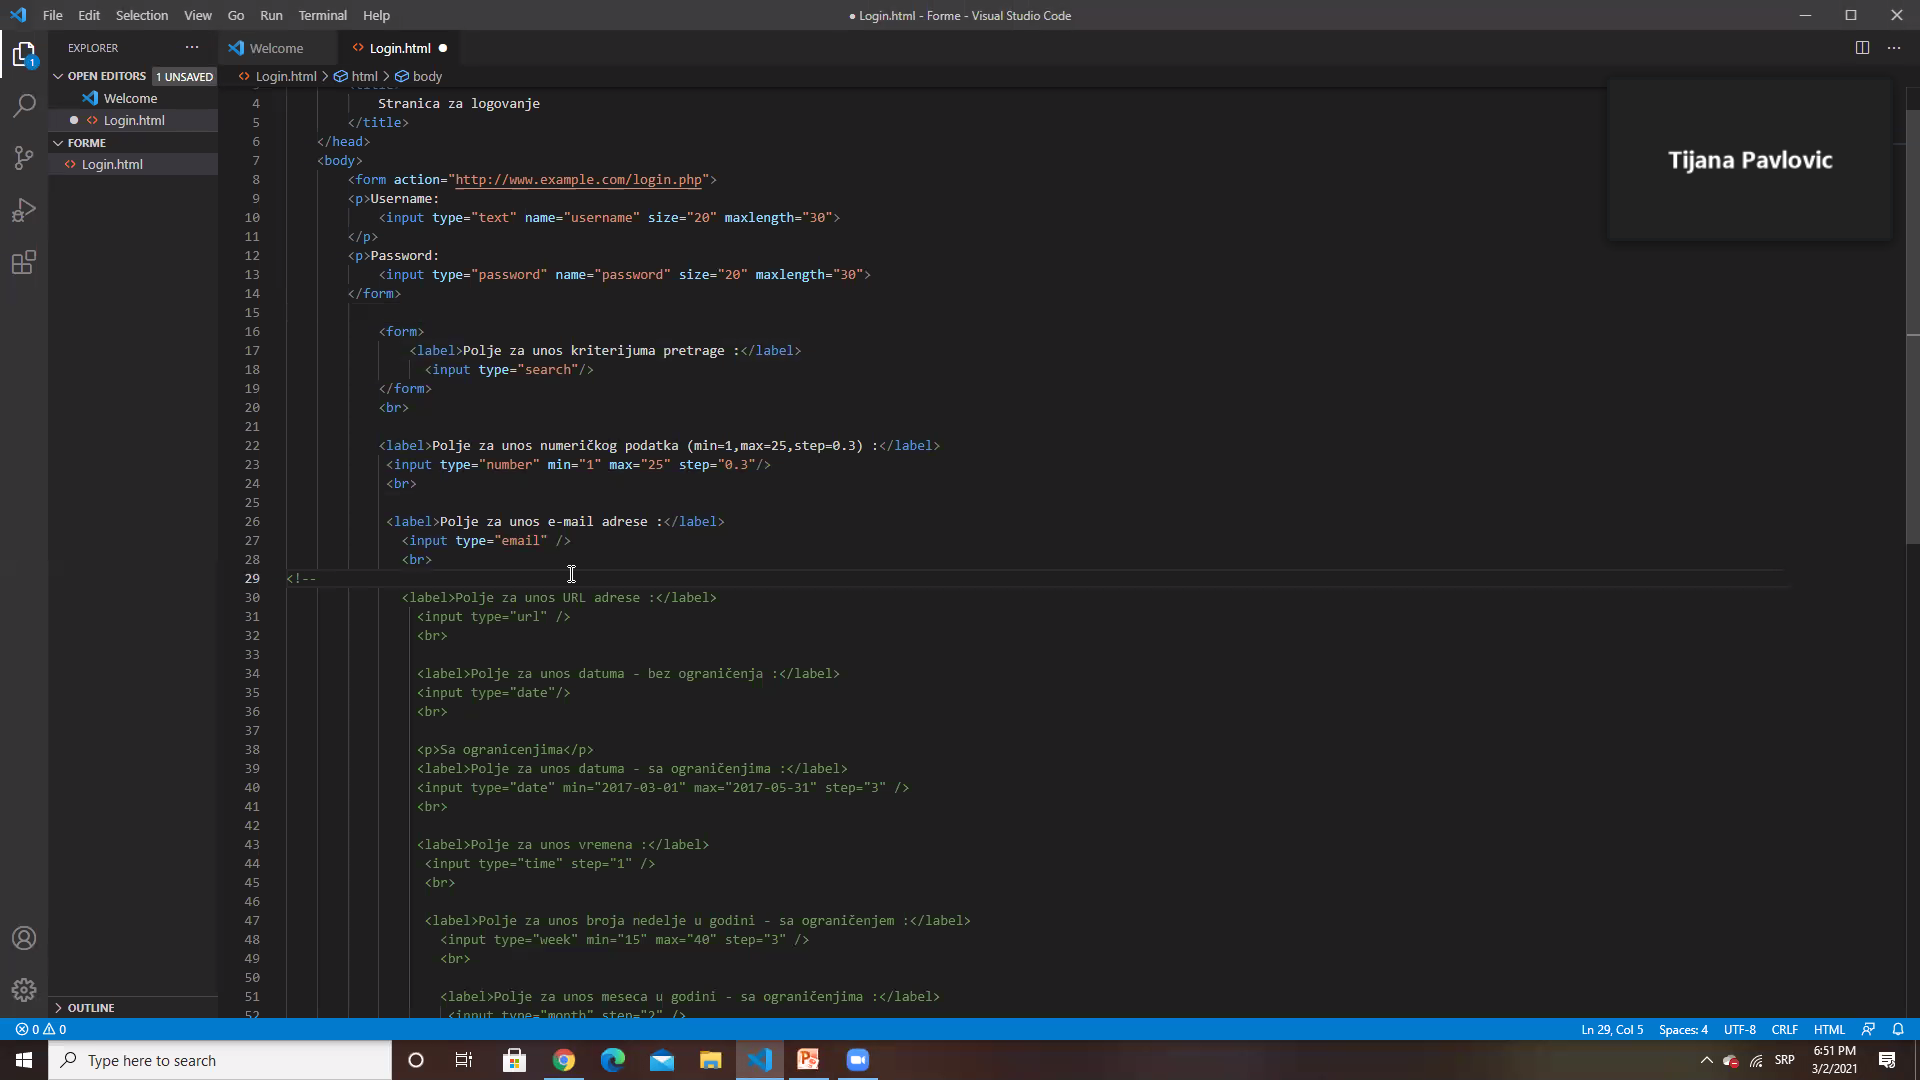 File Edit Selection View Go Run Terminal Help
● Login.html - Forme - Visual Studio Code
EXPLORER
Welcome
Login.html
OPEN EDITORS 1 UNSAVED
Login.html > html > body
Welcome
Login.html
FORME
Login.html
1
Tijana Pavlovic
4 Stranica za logovanje
5 </title>
6 </head>
7 <body>
8 <form action="http://www.example.com/login.php">
9 <p>Username:
10 <input type="text" name="username" size="20" maxlength="30">
11 </p>
12 <p>Password:
13 <input type="password" name="password" size="20" maxlength="30">
14 </form>
15
16 <form>
17 <label>Polje za unos kriterijuma pretrage :</label>
18 <input type="search"/>
19 </form>
20 <br>
21
22 <label>Polje za unos numeričkog podatka (min=1,max=25,step=0.3) :</label>
23 <input type="number" min="1" max="25" step="0.3"/>
24 <br>
25
26 <label>Polje za unos e-mail adrese :</label>
27 <input type="email" />
28 <br>
29 <!--
30 <label>Polje za unos URL adrese :</label>
31 <input type="url" />
32 <br>
33
34 <label>Polje za unos datuma - bez ograničenja :</label>
35 <input type="date"/>
36 <br>
37
38 <p>Sa ogranicenjima</p>
39 <label>Polje za unos datuma - sa ograničenjima :</label>
40 <input type="date" min="2017-03-01" max="2017-05-31" step="3" />
41 <br>
42
43 <label>Polje za unos vremena :</label>
44 <input type="time" step="1" />
45 <br>
46
47 <label>Polje za unos broja nedelje u godini - sa ograničenjem :</label>
48 <input type="week" min="15" max="40" step="3" />
49 <br>
50
51 <label>Polje za unos meseca u godini - sa ograničenjima :</label>
52 <input type="month" step="2" />
OUTLINE
0 0
Ln 29, Col 5 Spaces: 4 UTF-8 CRLF HTML
Type here to search
SRP
6:51 PM
3/2/2021